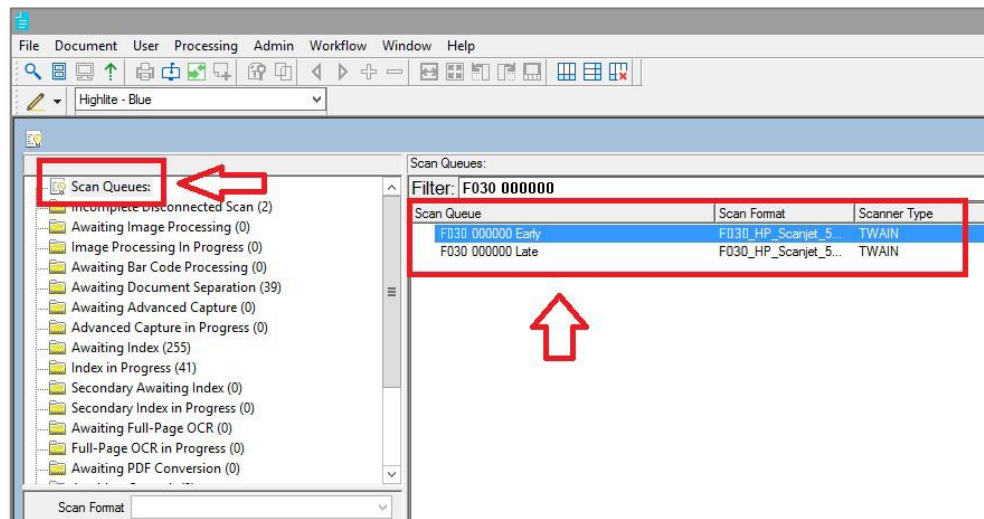 File Document User Processing Admin Workflow Window Help
Highlite - Blue
Scan Queues:
Scan Queues:
Incomplete Disconnected Scan (2)
Awaiting Image Processing (0)
Image Processing In Progress (0)
Awaiting Bar Code Processing (0)
Awaiting Document Separation (39)
Awaiting Advanced Capture (0)
Advanced Capture in Progress (0)
Awaiting Index (255)
Index in Progress (41)
Secondary Awaiting Index (0)
Secondary Index in Progress (0)
Awaiting Full-Page OCR (0)
Full-Page OCR in Progress (0)
Awaiting PDF Conversion (0)
Scan Format
Filter: F030 000000
Scan Queue Scan Format Scanner Type
F030 000000 Early F030_HP_Scanjet_5... TWAIN
F030 000000 Late F030_HP_Scanjet_5... TWAIN